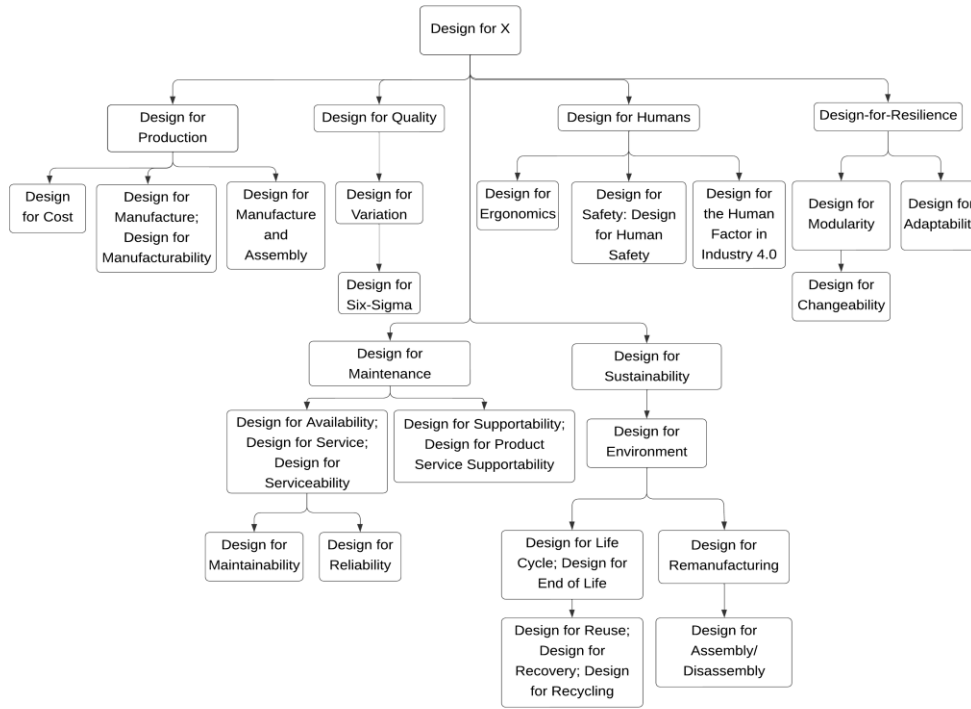 Design for X
Design for
Production
Design for Quality
Design for Humans
Design-for-Resilience
Design
for Cost
Design for
Manufacture;
Design for
Manufacturability
Design for
Manufacture
and
Assembly
Design for
Variation
Design for
Six-Sigma
Design for
Ergonomics
Design for
Safety: Design
for Human
Safety
Design for
the Human
Factor in
Industry 4.0
Design for
Modularity
Design for
Changeability
Design for
Design for
Maintenance
Design for
Sustainability
Design for Availability;
Design for Service;
Design for
Serviceability
Design for Supportability;
Design for Product
Service Supportability
Design for
Environment
Design for
Maintainability
Design for
Reliability
Design for Life
Cycle; Design for
End of Life
Design for
Remanufacturing
Design for Reuse;
Design for
Recovery; Design
for Recycling
Design for
Assembly/
Disassembly